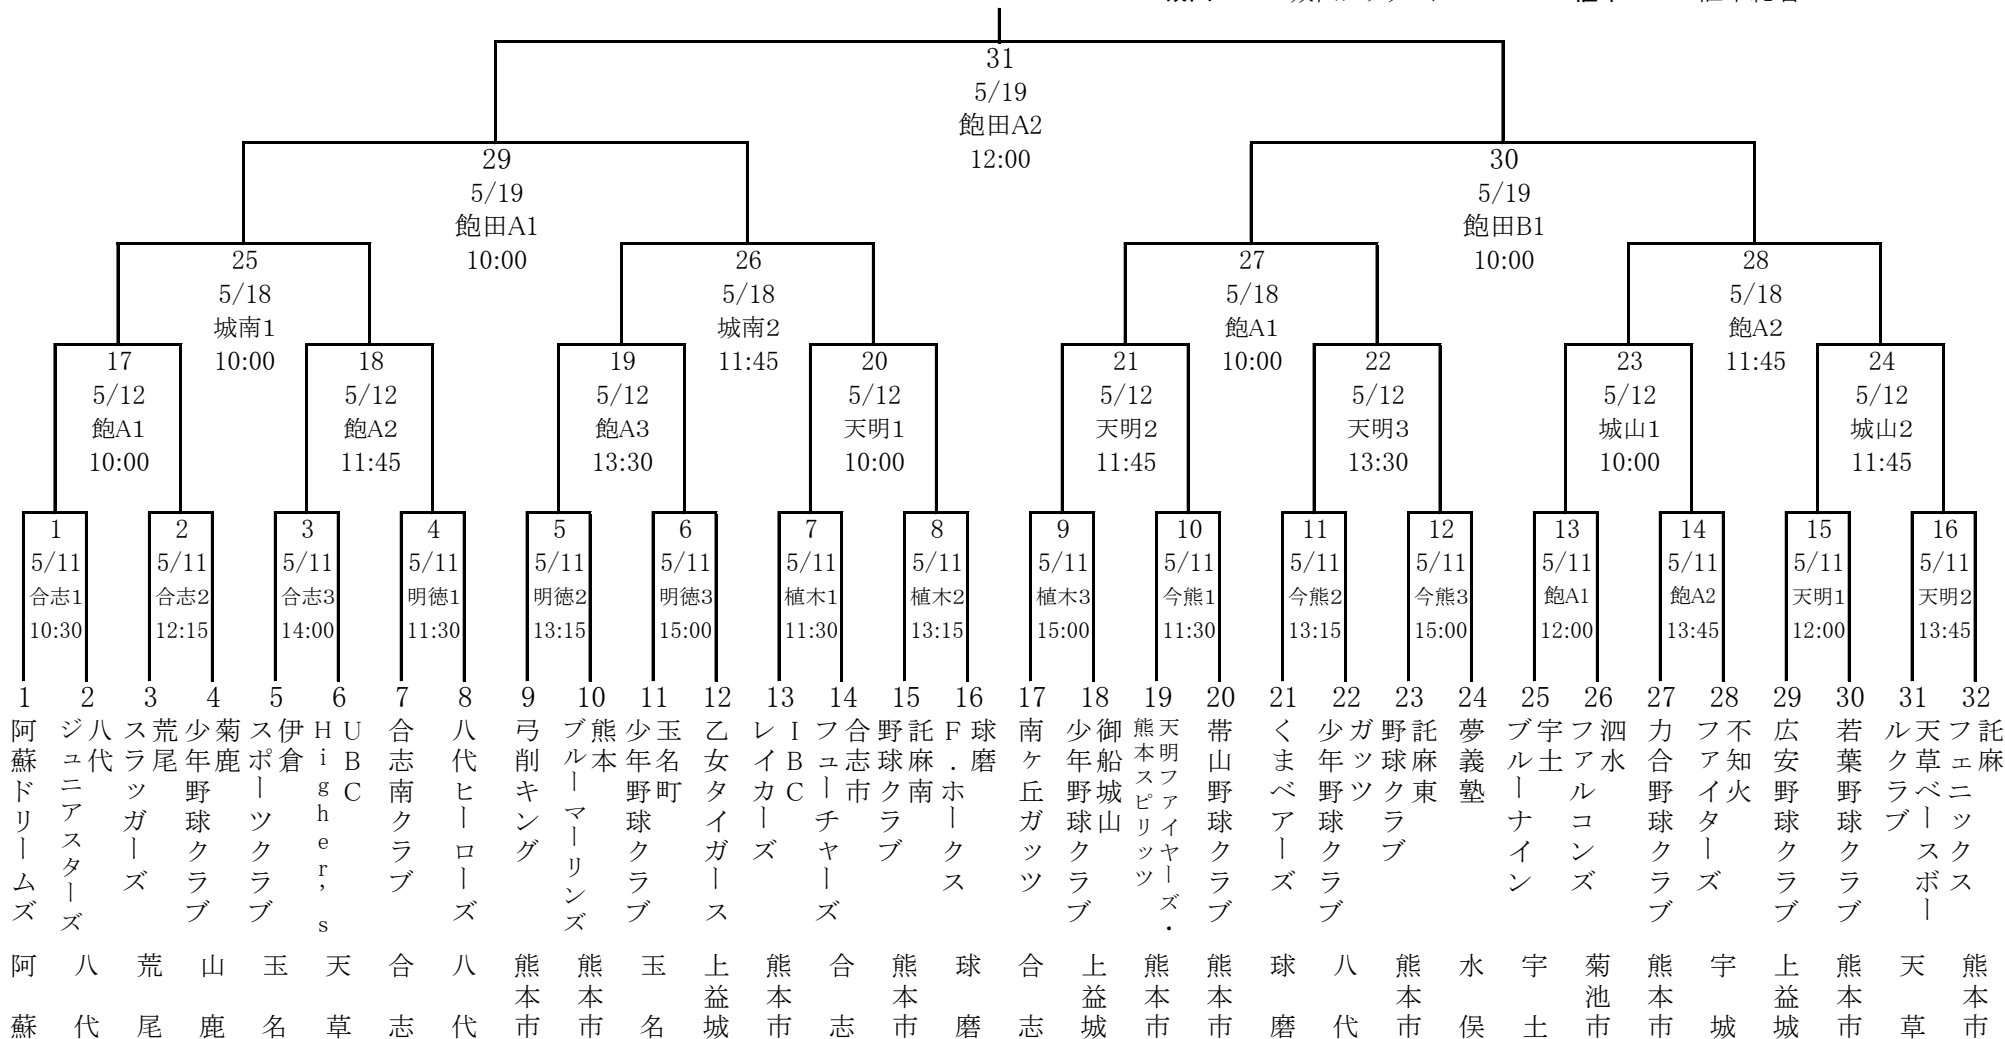 31
5/19
飽田A2
12:00
29
5/19
飽田A1
10:00
30
5/19
飽田B1
10:00
25
5/18
城南1
10:00
26
5/18
城南2
11:45
27
5/18
飽A1
10:00
28
5/18
飽A2
11:45
17
5/12
飽A1
10:00
18
5/12
飽A2
11:45
19
5/12
飽A3
13:30
20
5/12
天明1
10:00
21
5/12
天明2
11:45
22
5/12
天明3
13:30
23
5/12
城山1
10:00
24
5/12
城山2
11:45
1
5/11
合志1
10:30
2
5/11
合志2
12:15
3
5/11
合志3
14:00
4
5/11
明徳1
11:30
5
5/11
明徳2
13:15
6
5/11
明徳3
15:00
7
5/11
植木1
11:30
8
5/11
植木2
13:15
9
5/11
植木3
15:00
10
5/11
今熊1
11:30
11
5/11
今熊2
13:15
12
5/11
今熊3
15:00
13
5/11
飽A1
12:00
14
5/11
飽A2
13:45
15
5/11
天明1
12:00
16
5/11
天明2
13:45
1
阿蘇ドリームズ
阿蘇
2
八代
ジュニアスターズ
八代
3
荒尾
スラッガーズ
荒尾
4
菊鹿
少年野球クラブ
山鹿
5
伊倉
スポーツクラブ
玉名
6
UBC
Higher’s
天草
7
合志南クラブ
合志
8
八代ヒーローズ
八代
9
弓削キング
熊本市
10
熊本
ブルーマーリンズ
熊本市
11
玉名町
少年野球クラブ
玉名
12
乙女タイガース
上益城
13
IBC
レイカーズ
熊本市
14
合志市
フューチャーズ
合志
15
託麻南
野球クラブ
熊本市
16
球磨
F.ホークス
球磨
17
南ヶ丘ガッツ
合志
18
御船城山
少年野球クラブ
上益城
19
天明ファイヤーズ・
熊本スピリッツ
熊本市
20
帯山野球クラブ
熊本市
21
くまベアーズ
球磨
22
ガッツ
少年野球クラブ
八代
23
託麻東
野球クラブ
熊本市
24
夢義塾
水俣
25
宇土
ブルーナイン
宇土
26
泗水
ファルコンズ
菊池市
27
力合野球クラブ
熊本市
28
不知火
ファイターズ
宇城
29
広安野球クラブ
上益城
30
若葉野球クラブ
熊本市
31
天草ベースボー
ルクラブ
天草
32
託麻
フェニックス
熊本市